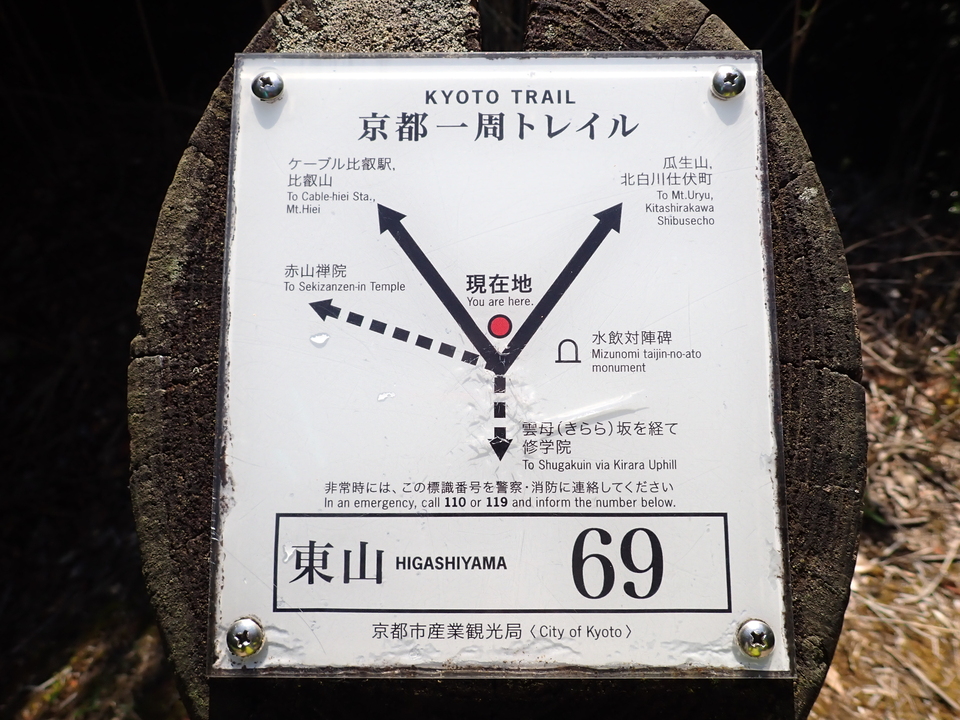 KYOTO TRAIL
京都一周トレイル
ケーブル比叡駅,
比叡山
To Cable-hiei Sta.,
Mt.Hiei
瓜生山,
北白川仕伏町
To Mt.Uryu,
Kitashirakawa
Shibusecho
赤山禅院
To Sekizanzen-in Temple
現在地
You are here.
水飲対陣碑
Mizunomi taijin-no-ato
monument
雲母(きらら)坂を経て
修学院
To Shugakuin via Kirara Uphill
非常時には、この標識番号を警察・消防に連絡してください
In an emergency, call 110 or 119 and inform the number below.
東山 HIGASHIYAMA 69
京都市産業観光局〈City of Kyoto〉